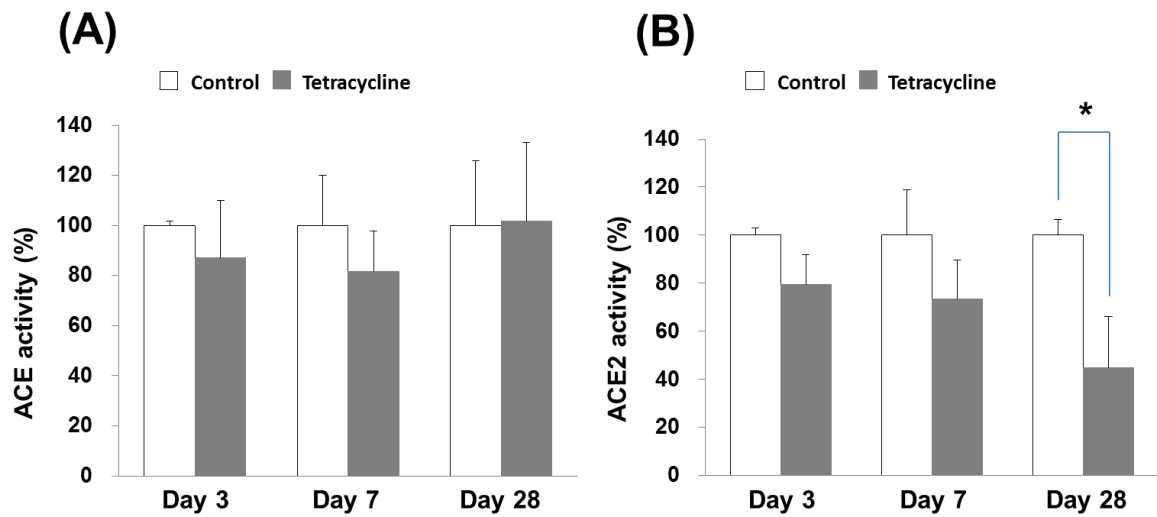 (A)
Control Tetracycline
ACE activity (%)
140
120
100
80
60
40
20
0
Day 3 Day 7 Day 28
(B)
Control Tetracycline
*
ACE2 activity (%)
140
120
100
80
60
40
20
0
Day 3 Day 7 Day 28